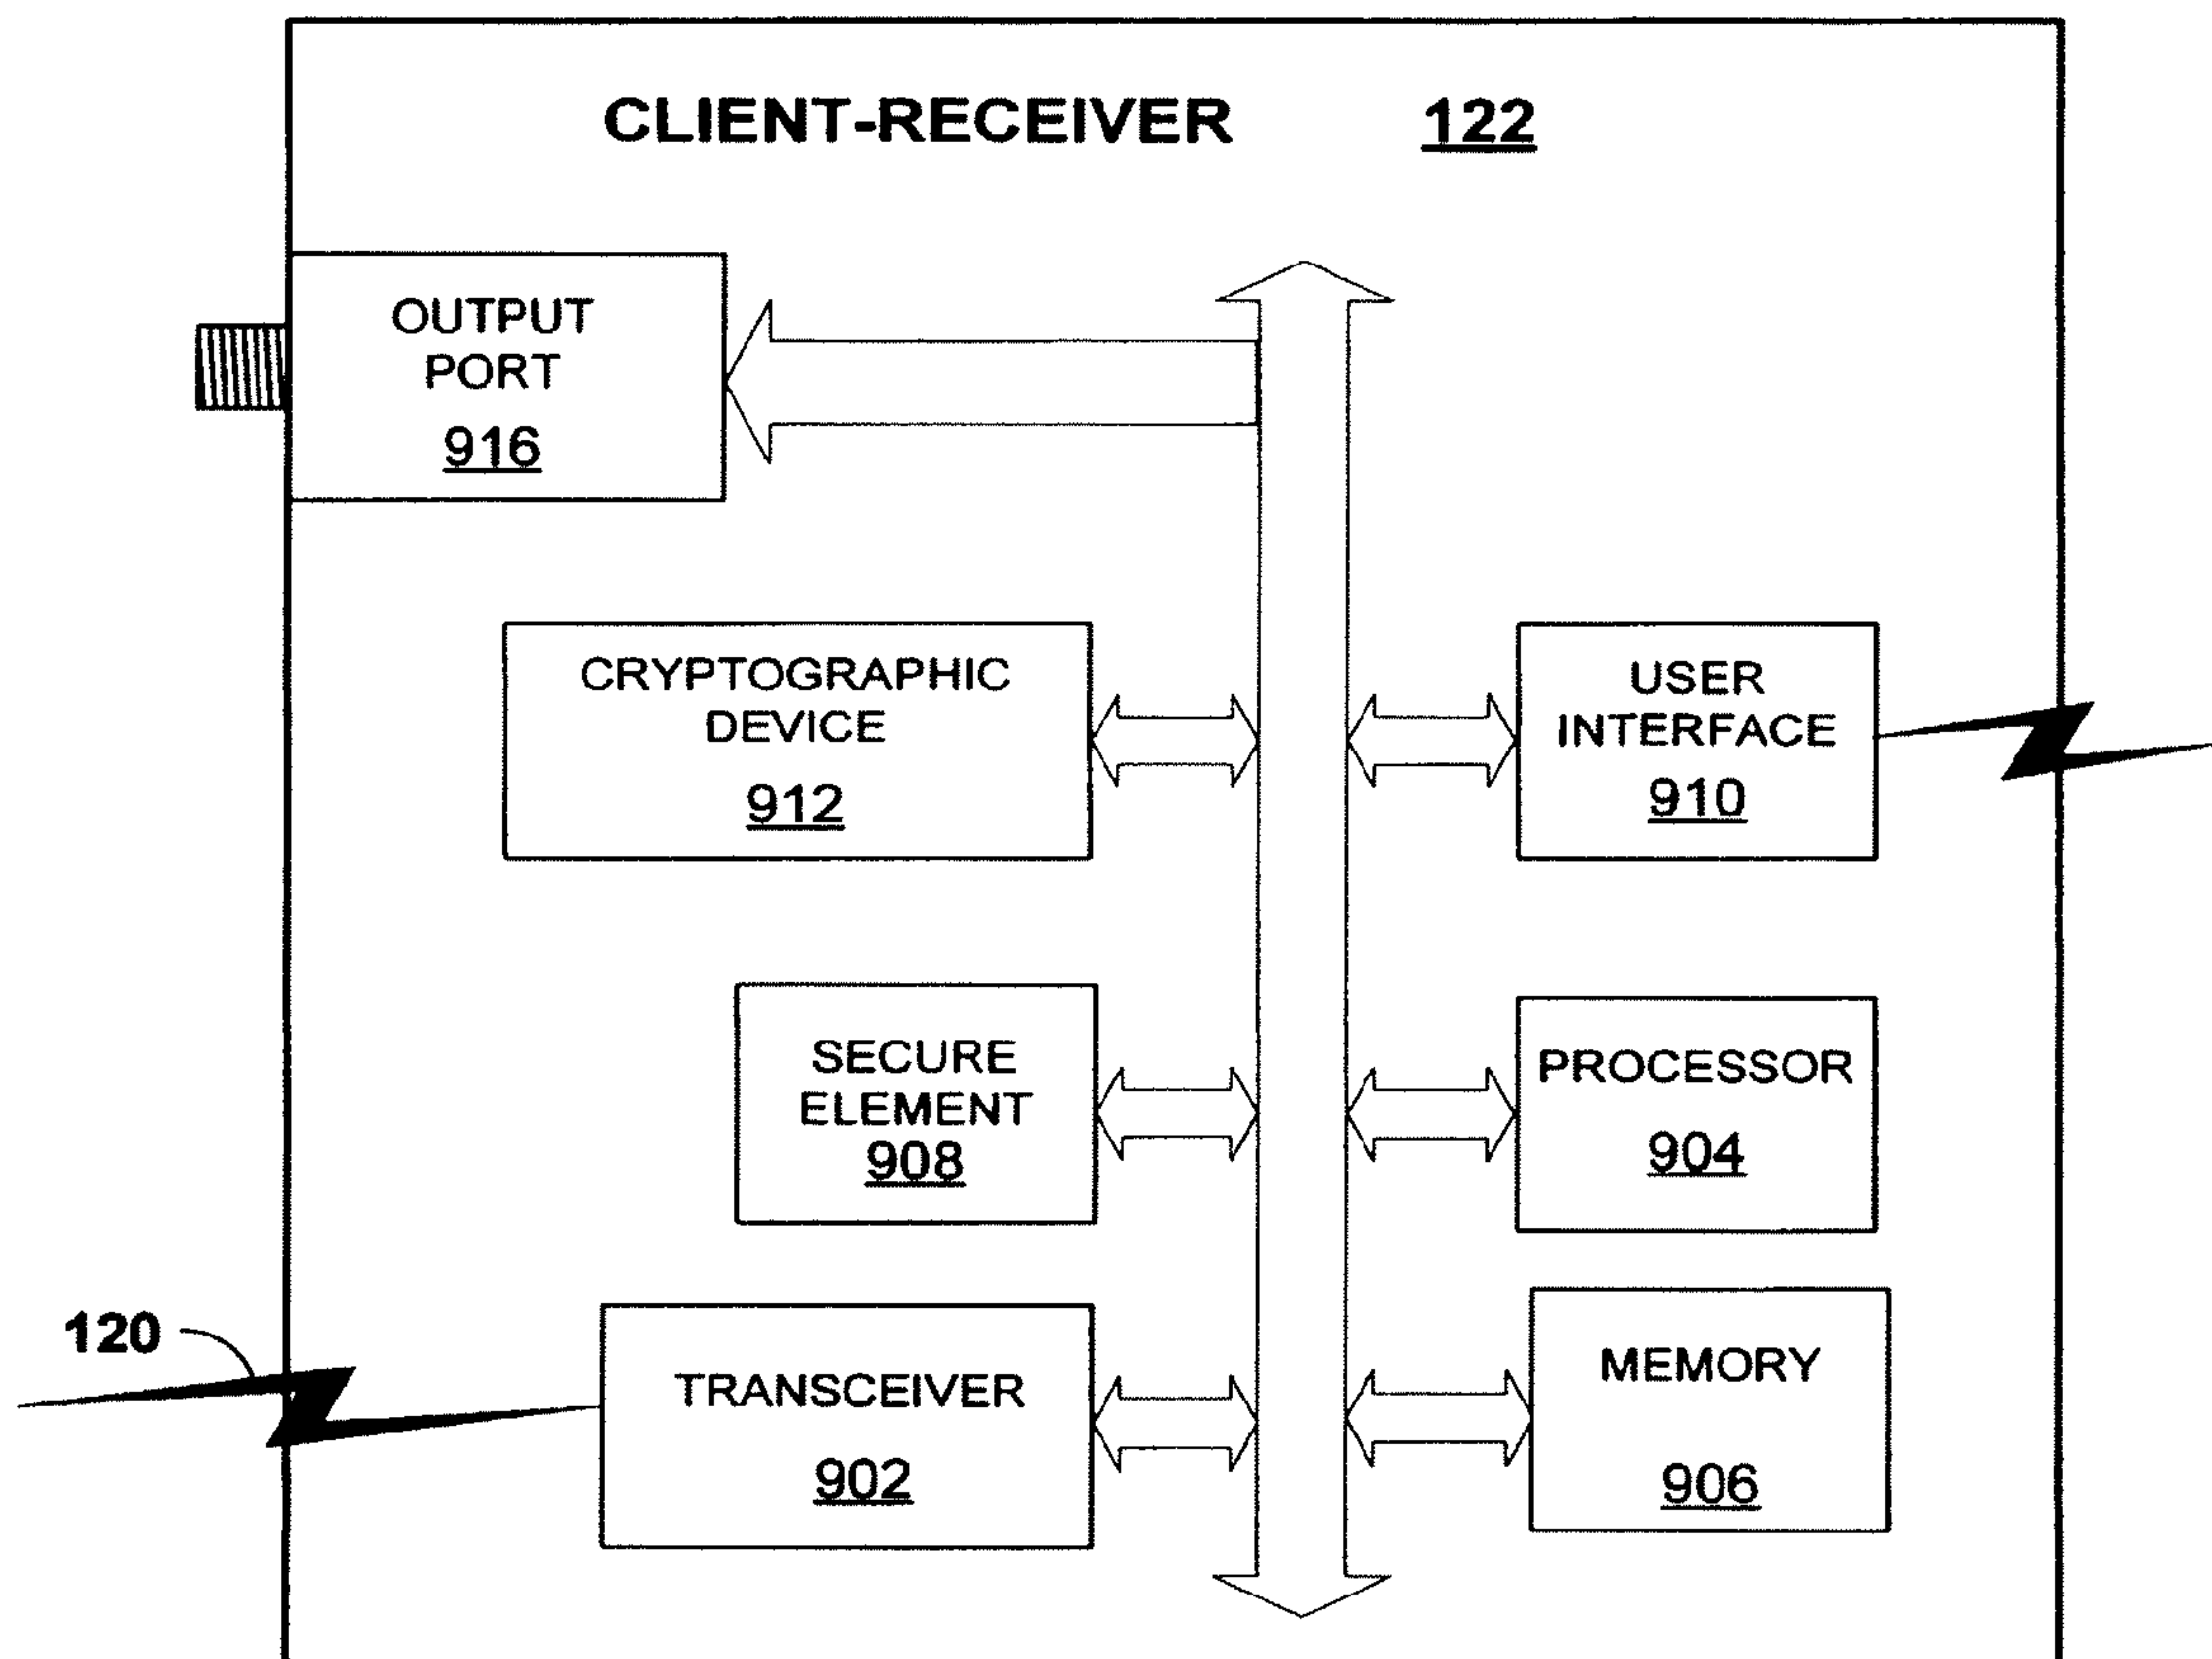 CLIENT-RECEIVER 122
OUTPUT
PORT
916
CRYPTOGRAPHIC
DEVICE
912
USER
INTERFACE
910
SECURE
ELEMENT
908
PROCESSOR
904
120
TRANSCEIVER
902
MEMORY
906